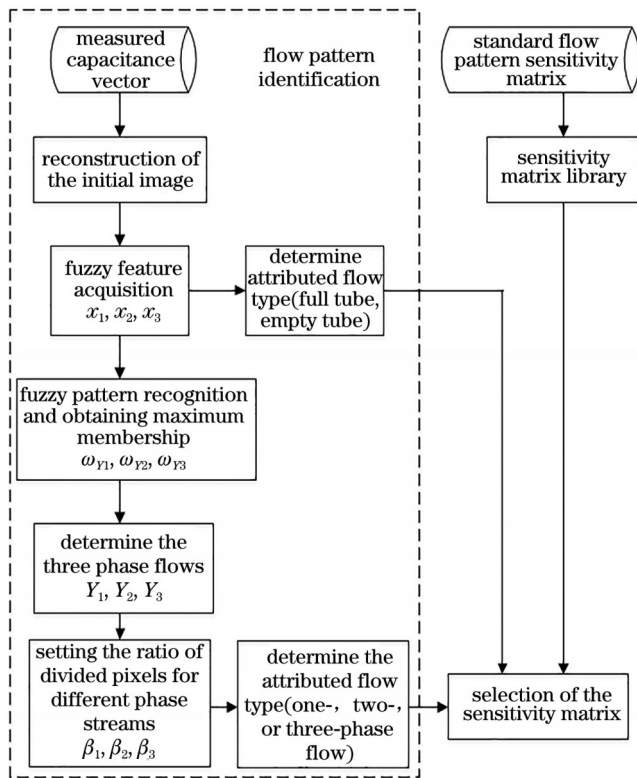 measured
capacitance
vector
flow pattern
identification
standard flow
pattern sensitivity
matrix
reconstruction of
the initial image
sensitivity
matrix library
fuzzy feature
acquisition
x₁, x₂, x₃
determine
attributed flow
type(full tube,
empty tube)
fuzzy pattern recognition
and obtaining maximum
membership
ω_Y1, ω_Y2, ω_Y3
determine the
three phase flows
Y₁, Y₂, Y₃
setting the ratio of
divided pixels for
different phase
streams
β₁, β₂, β₃
determine the
attributed flow
type(one-, two-,
or three-phase
flow)
selection of the
sensitivity matrix